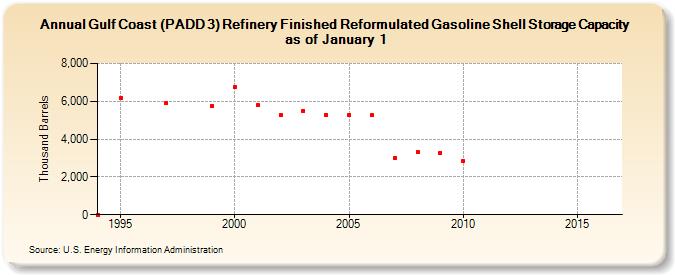 Annual Gulf Coast (PADD 3) Refinery Finished Reformulated Gasoline Shell Storage Capacity
as of January 1
Thousand Barrels
8,000
6,000
4,000
2,000
0
1995 2000 2005 2010 2015
Source: U.S. Energy Information Administration